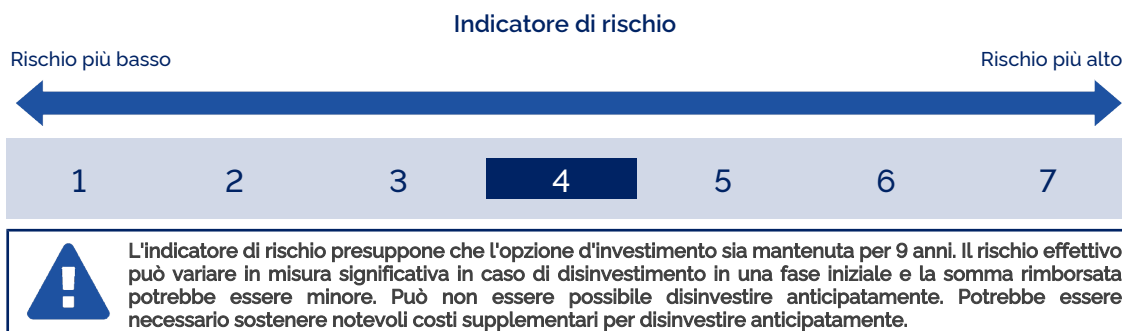 Indicatore di rischio
Rischio più basso Rischio più alto
1 2 3 4 5 6 7
L'indicatore di rischio presuppone che l'opzione d'investimento sia mantenuta per 9 anni. Il rischio effettivo
può variare in misura significativa in caso di disinvestimento in una fase iniziale e la somma rimborsata
potrebbe essere minore. Può non essere possibile disinvestire anticipatamente. Potrebbe essere
necessario sostenere notevoli costi supplementari per disinvestire anticipatamente.